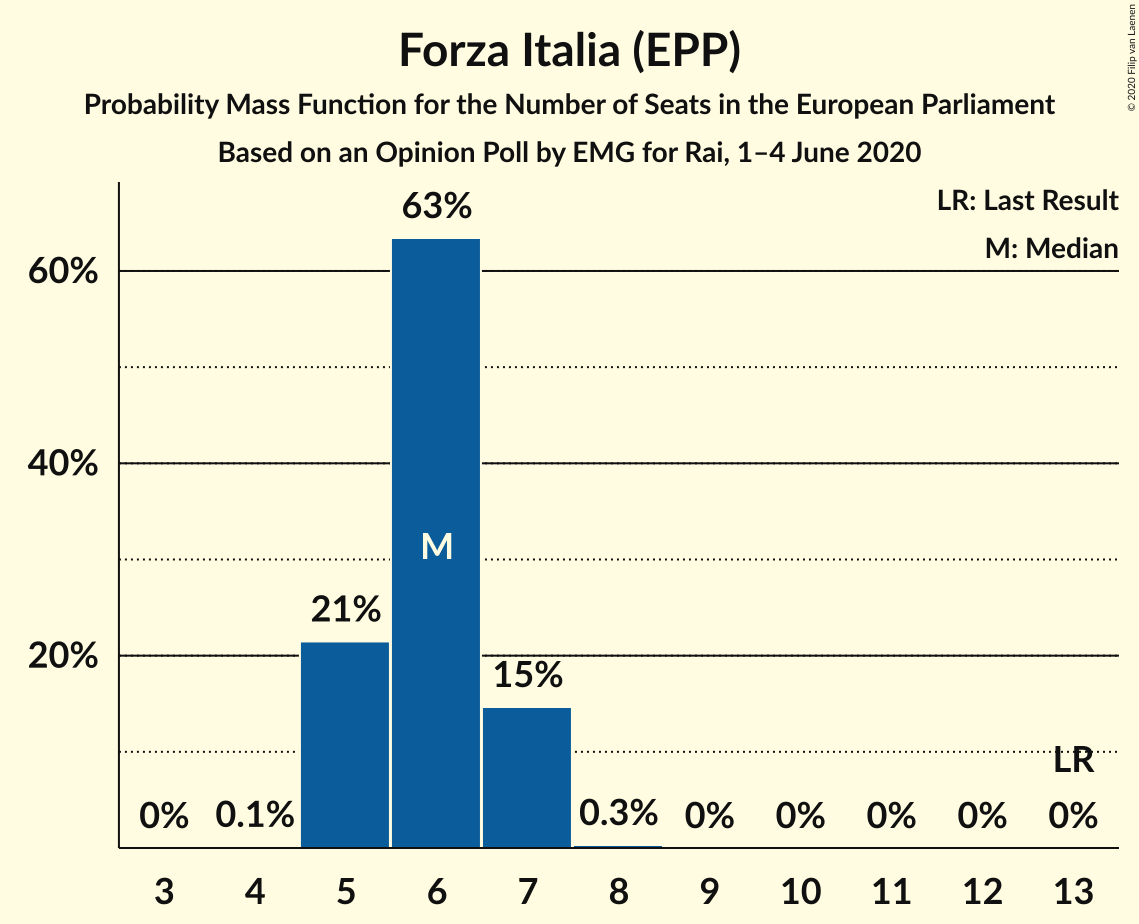 Forza Italia (EPP)
Probability Mass Function for the Number of Seats in the European Parliament
Based on an Opinion Poll by EMG for Rai, 1–4 June 2020
© 2020 Filip van Laenen
LR: Last Result
M: Median
63%
60%
40%
M
21%
20%
15%
LR
0% 0.1% 0.3% 0% 0% 0% 0% 0%
3 4 5 6 7 8 9 10 11 12 13